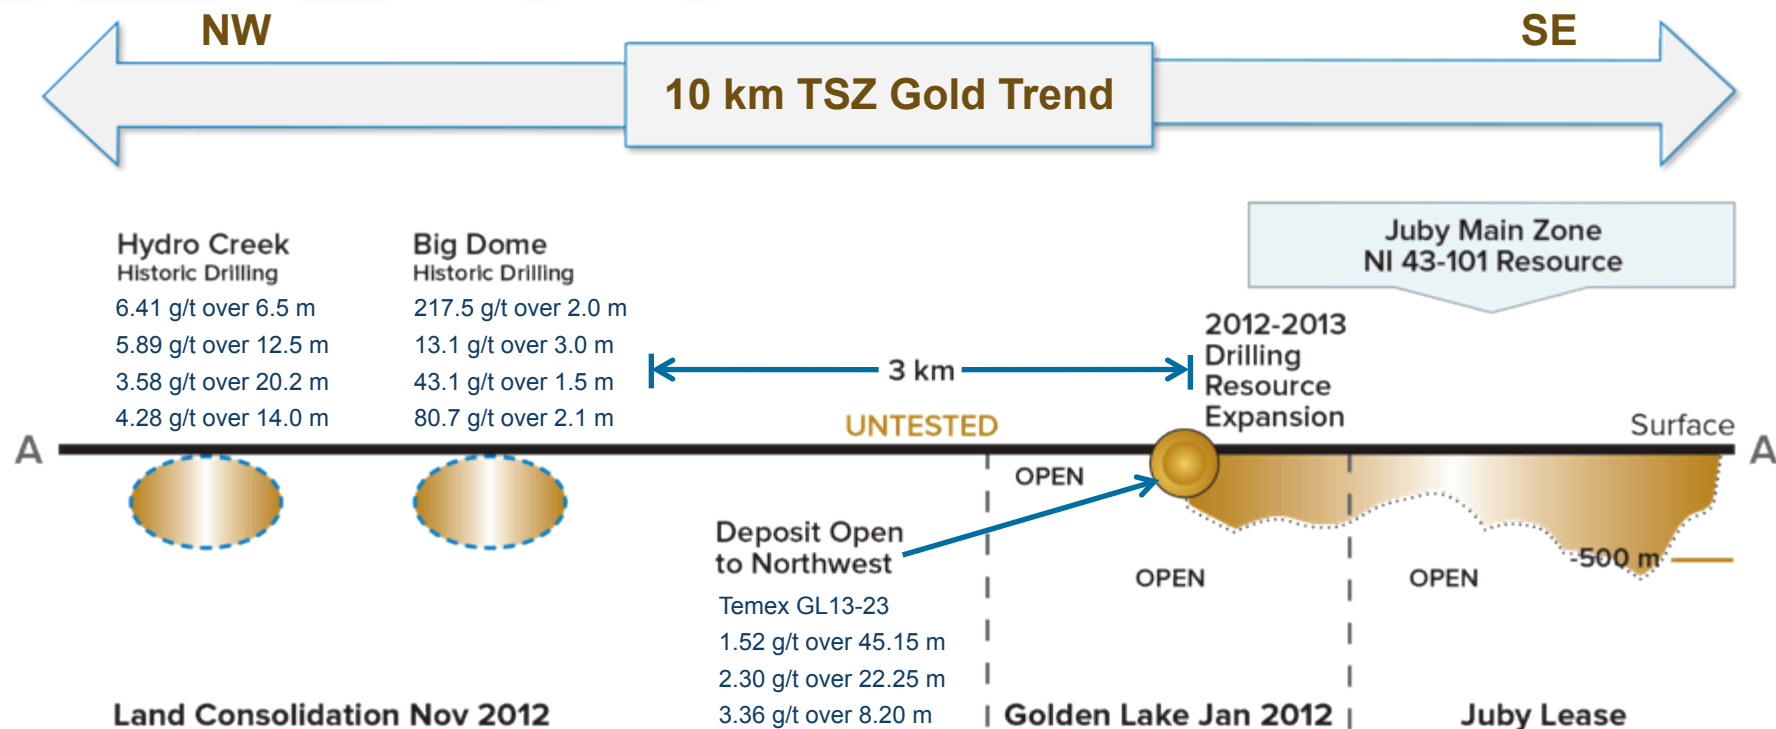 NW
SE
10 km TSZ Gold Trend
Hydro Creek
Historic Drilling
6.41 g/t over 6.5 m
5.89 g/t over 12.5 m
3.58 g/t over 20.2 m
4.28 g/t over 14.0 m
Big Dome
Historic Drilling
217.5 g/t over 2.0 m
13.1 g/t over 3.0 m
43.1 g/t over 1.5 m
80.7 g/t over 2.1 m
3 km
Juby Main Zone
NI 43-101 Resource
2012-2013
Drilling
Resource
Expansion
UNTESTED
Surface
A
A
OPEN
Deposit Open
to Northwest
Temex GL13-23
1.52 g/t over 45.15 m
2.30 g/t over 22.25 m
3.36 g/t over 8.20 m
OPEN
OPEN
-500 m
Land Consolidation Nov 2012
Golden Lake Jan 2012
Juby Lease